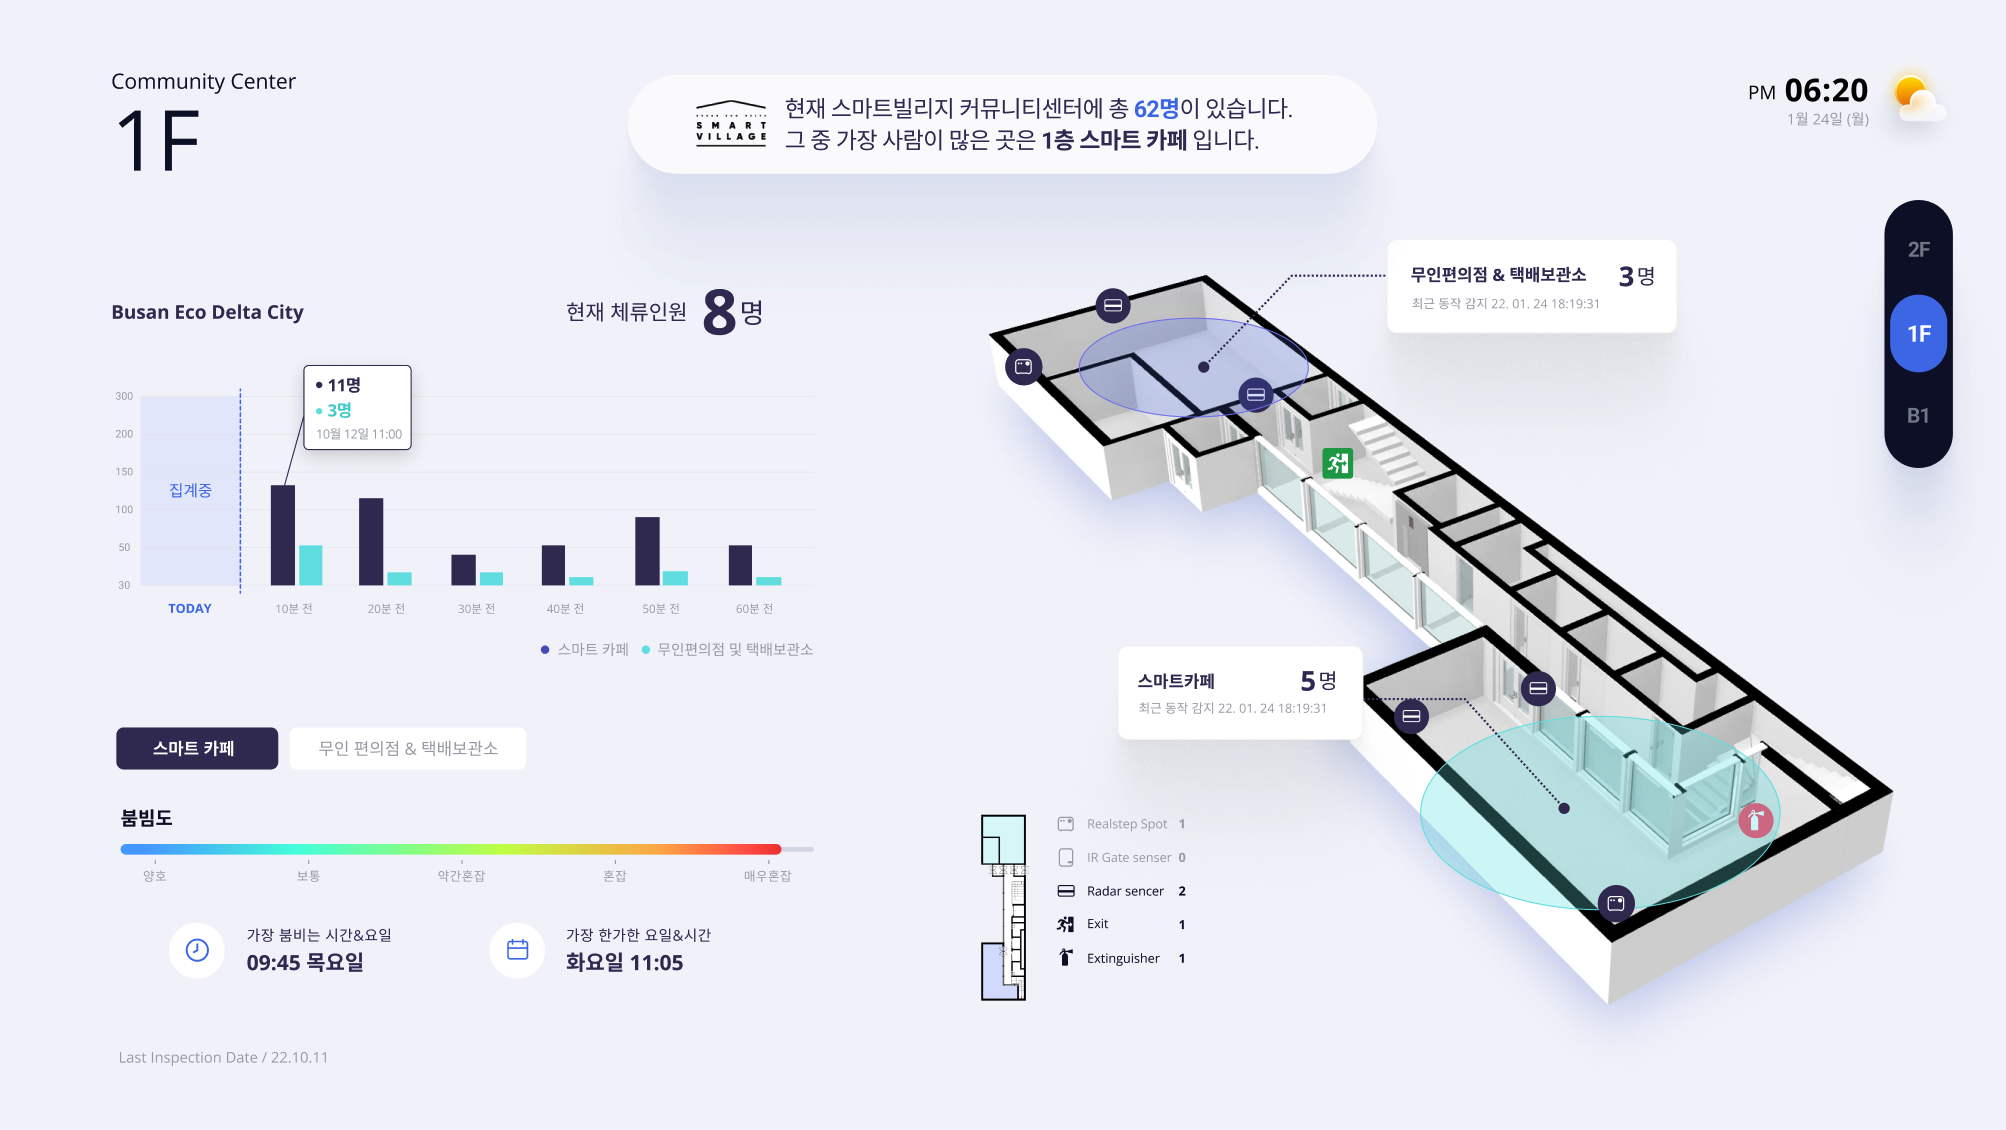 Community Center
1F
SMART
VILLAGE
현재 스마트빌리지 커뮤니티센터에 총 62명이 있습니다.
그 중 가장 사람이 많은 곳은 1층 스마트 카페 입니다.
PM 06:20
1월 24일 (월)
2F
1F
B1
Busan Eco Delta City
현재 체류인원 8명
11명
3명
10월 12일 11:00
300
200
150
100
50
30
집계중
TODAY
10분 전
20분 전
30분 전
40분 전
50분 전
60분 전
스마트 카페
무인편의점 및 택배보관소
스마트 카페
무인 편의점 & 택배보관소
붐빔도
양호
보통
약간혼잡
혼잡
매우혼잡
가장 붐비는 시간&요일
09:45 목요일
가장 한가한 요일&시간
화요일 11:05
Last Inspection Date / 22.10.11
무인편의점 & 택배보관소 3명
최근 동작 감지 22. 01. 24 18:19:31
스마트카페 5명
최근 동작 감지 22. 01. 24 18:19:31
Realstep Spot 1
IR Gate senser 0
Radar sencer 2
Exit 1
Extinguisher 1